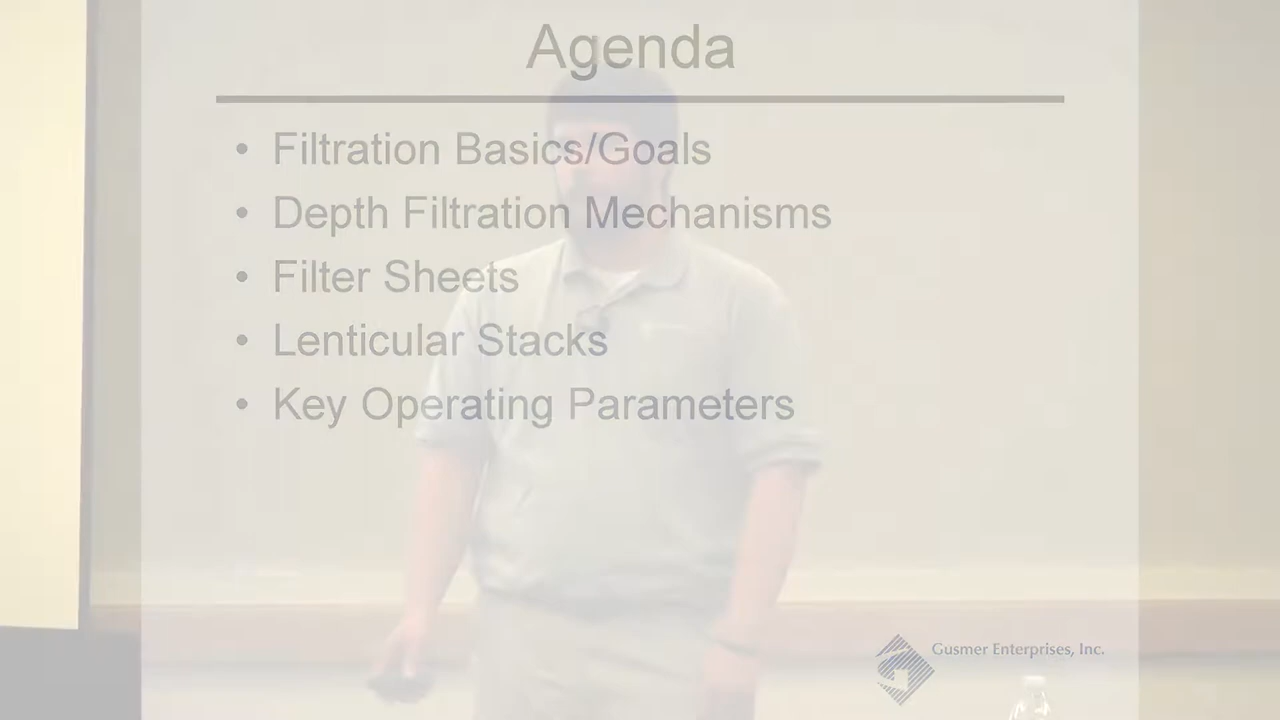 Agenda
• Filtration Basics/Goals
• Depth Filtration Mechanisms
• Filter Sheets
• Lenticular Stacks
• Key Operating Parameters
Gusmer Enterprises, Inc.